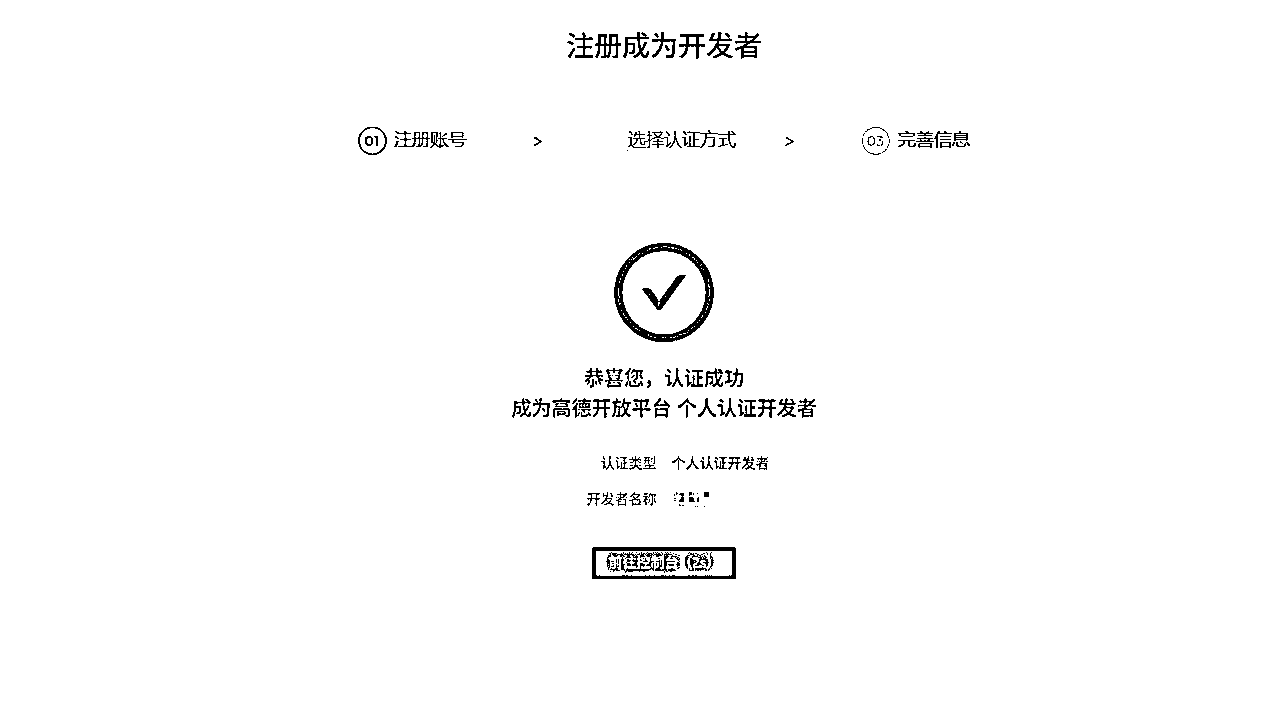 注册成为开发者
01 注册账号 > 选择认证方式 > 03 完善信息
恭喜您，认证成功
成为高德开放平台 个人认证开发者
认证类型 个人认证开发者
开发者名称
前往控制台 (2s)